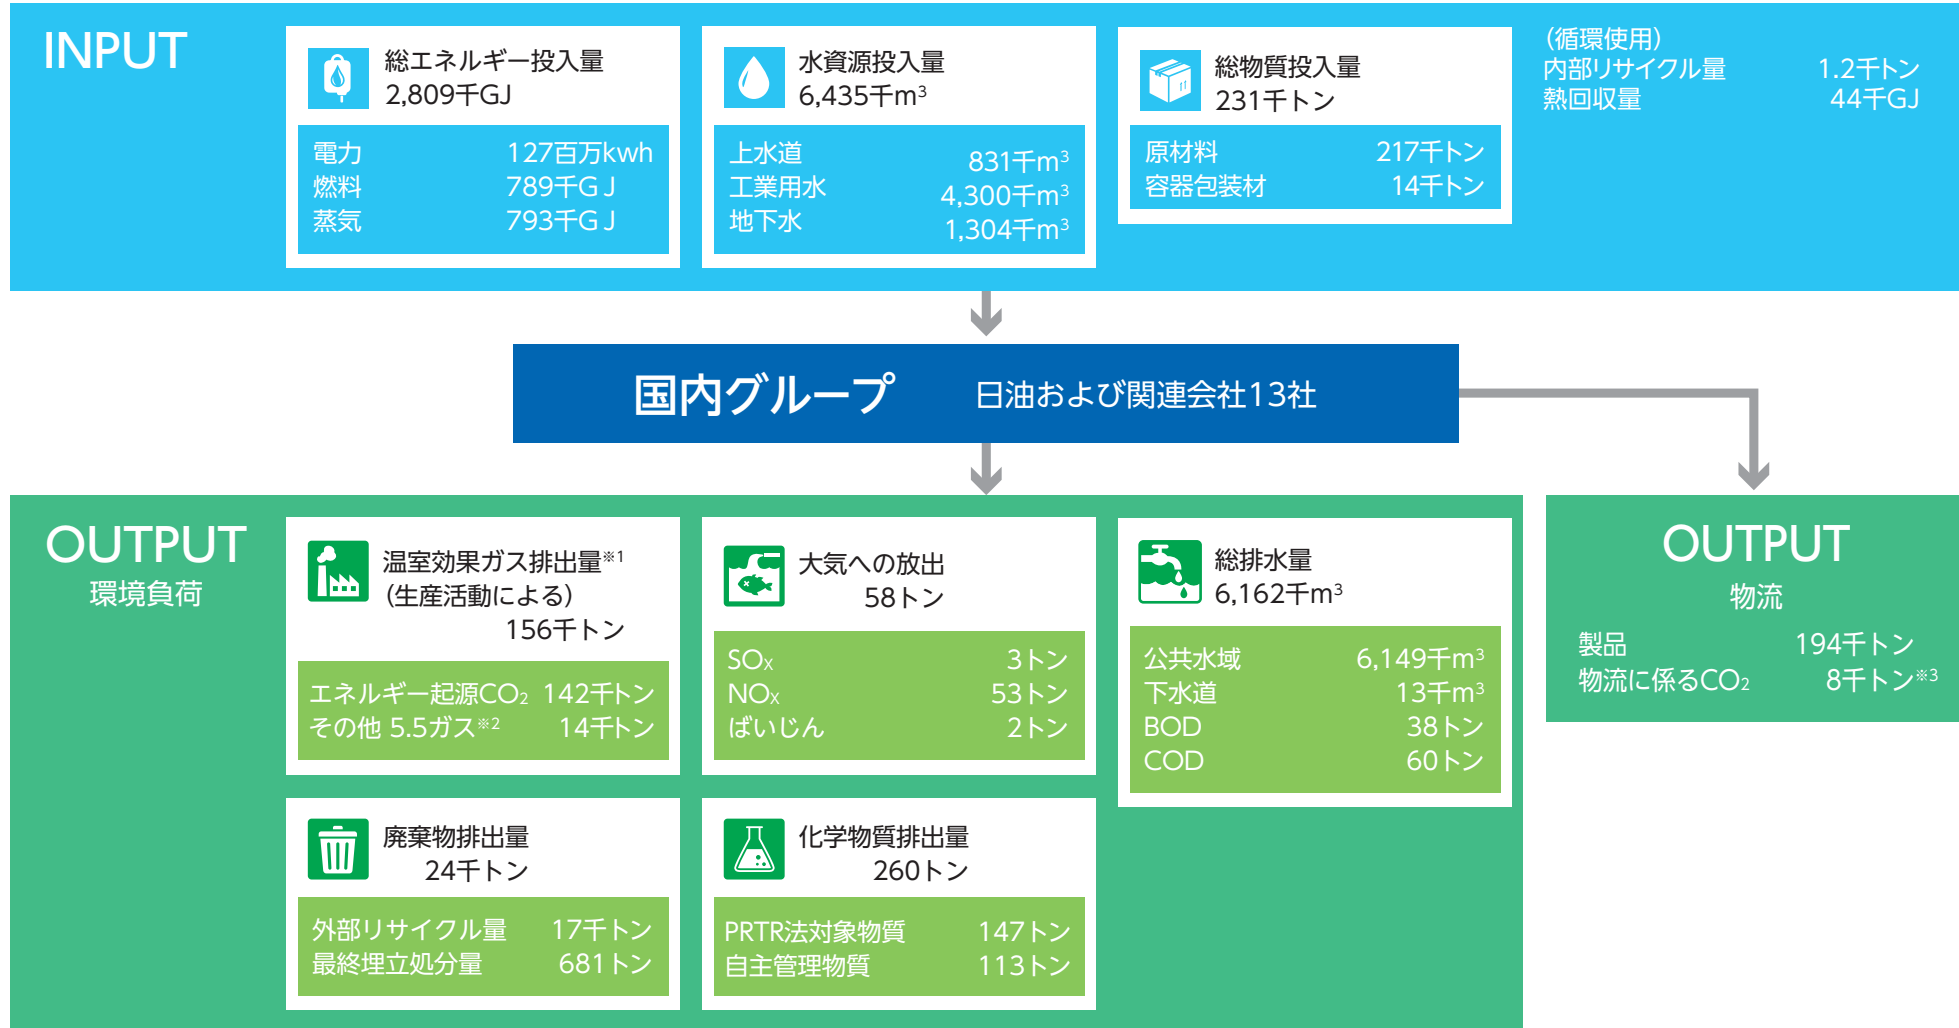 INPUT
総エネルギー投入量
2,809千GJ
電力 127百万kwh
燃料 789千GJ
蒸気 793千GJ
水資源投入量
6,435千m³
上水道 831千m³
工業用水 4,300千m³
地下水 1,304千m³
総物質投入量
231千トン
原材料 217千トン
容器包装材 14千トン
（循環使用）
内部リサイクル量 1.2千トン
熱回収量 44千GJ
国内グループ 日油および関連会社13社
OUTPUT
環境負荷
温室効果ガス排出量※1
（生産活動による）
156千トン
エネルギー起源CO₂ 142千トン
その他 5.5ガス※2 14千トン
大気への放出
58トン
SOx 3トン
NOx 53トン
ばいじん 2トン
総排水量
6,162千m³
公共水域 6,149千m³
下水道 13千m³
BOD 38トン
COD 60トン
廃棄物排出量
24千トン
外部リサイクル量 17千トン
最終埋立処分量 681トン
化学物質排出量
260トン
PRTR法対象物質 147トン
自主管理物質 113トン
OUTPUT
物流
製品 194千トン
物流に係るCO₂ 8千トン※3